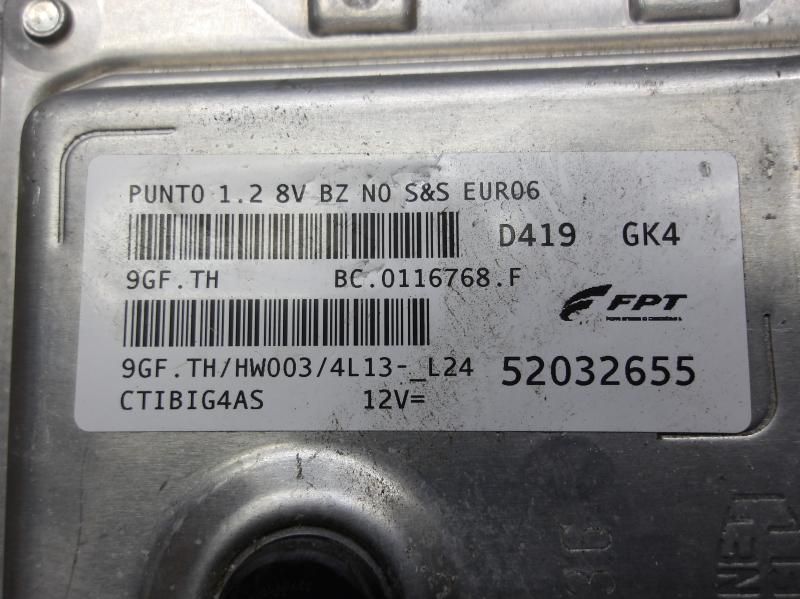 PUNTO 1.2 8V BZ NO S&S EURO6
D419 GK4
9GF.TH BC.0116768.F
FPT
9GF.TH/HW003/4L13-_L24
52032655
CTIBIG4AS 12V=